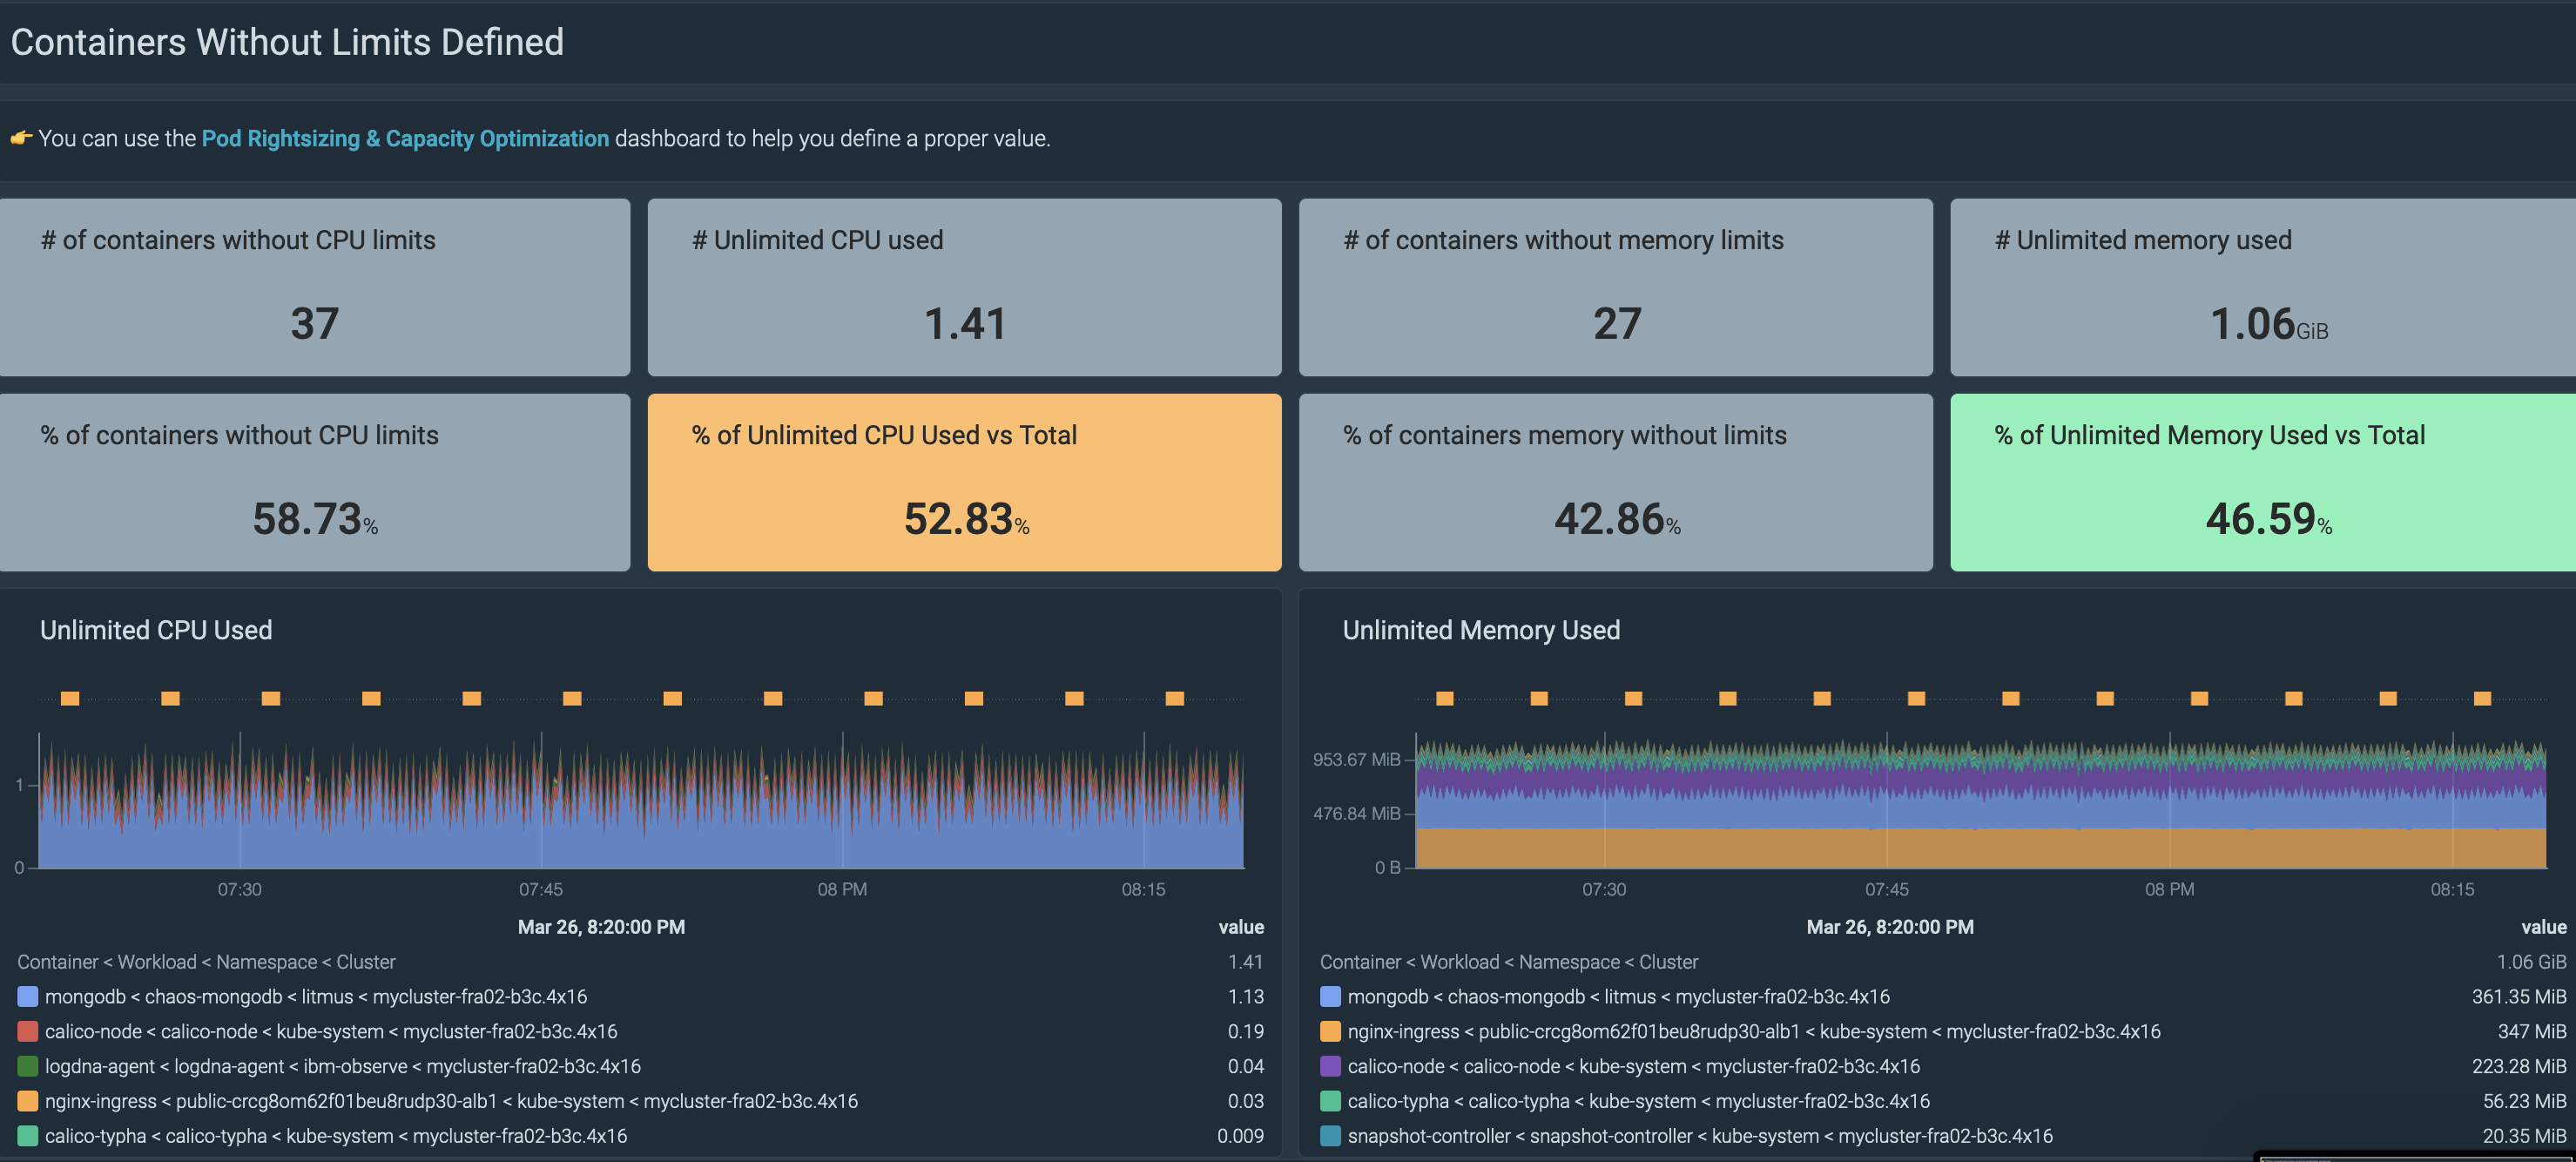 Containers Without Limits Defined
👉 You can use the Pod Rightsizing & Capacity Optimization dashboard to help you define a proper value.
# of containers without CPU limits
37
# Unlimited CPU used
1.41
# of containers without memory limits
27
# Unlimited memory used
1.06GiB
% of containers without CPU limits
58.73%
% of Unlimited CPU Used vs Total
52.83%
% of containers memory without limits
42.86%
% of Unlimited Memory Used vs Total
46.59%
Unlimited CPU Used
1
0
07:30 07:45 08 PM 08:15
Mar 26, 8:20:00 PM value
Container < Workload < Namespace < Cluster 1.41
mongodb < chaos-mongodb < litmus < mycluster-fra02-b3c.4x16 1.13
calico-node < calico-node < kube-system < mycluster-fra02-b3c.4x16 0.19
logdna-agent < logdna-agent < ibm-observe < mycluster-fra02-b3c.4x16 0.04
nginx-ingress < public-crcg8om62f01beu8rudp30-alb1 < kube-system < mycluster-fra02-b3c.4x16 0.03
calico-typha < calico-typha < kube-system < mycluster-fra02-b3c.4x16 0.009
Unlimited Memory Used
953.67 MiB
476.84 MiB
0 B
07:30 07:45 08 PM 08:15
Mar 26, 8:20:00 PM value
Container < Workload < Namespace < Cluster 1.06 GiB
mongodb < chaos-mongodb < litmus < mycluster-fra02-b3c.4x16 361.35 MiB
nginx-ingress < public-crcg8om62f01beu8rudp30-alb1 < kube-system < mycluster-fra02-b3c.4x16 347 MiB
calico-node < calico-node < kube-system < mycluster-fra02-b3c.4x16 223.28 MiB
calico-typha < calico-typha < kube-system < mycluster-fra02-b3c.4x16 56.23 MiB
snapshot-controller < snapshot-controller < kube-system < mycluster-fra02-b3c.4x16 20.35 MiB